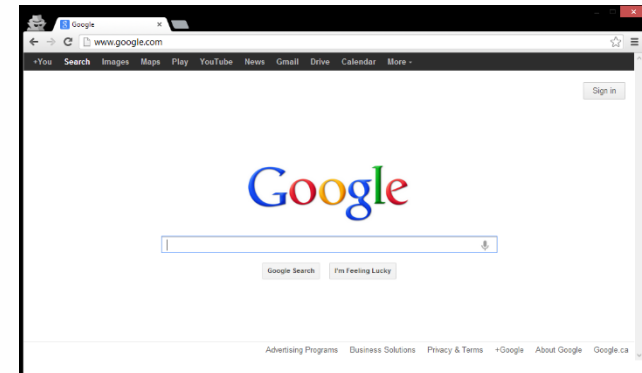 Google
www.google.com
+You Search Images Maps Play YouTube News Gmail Drive Calendar More
Sign in
Google
Google Search I'm Feeling Lucky
Advertising Programs Business Solutions Privacy & Terms +Google About Google Google.ca